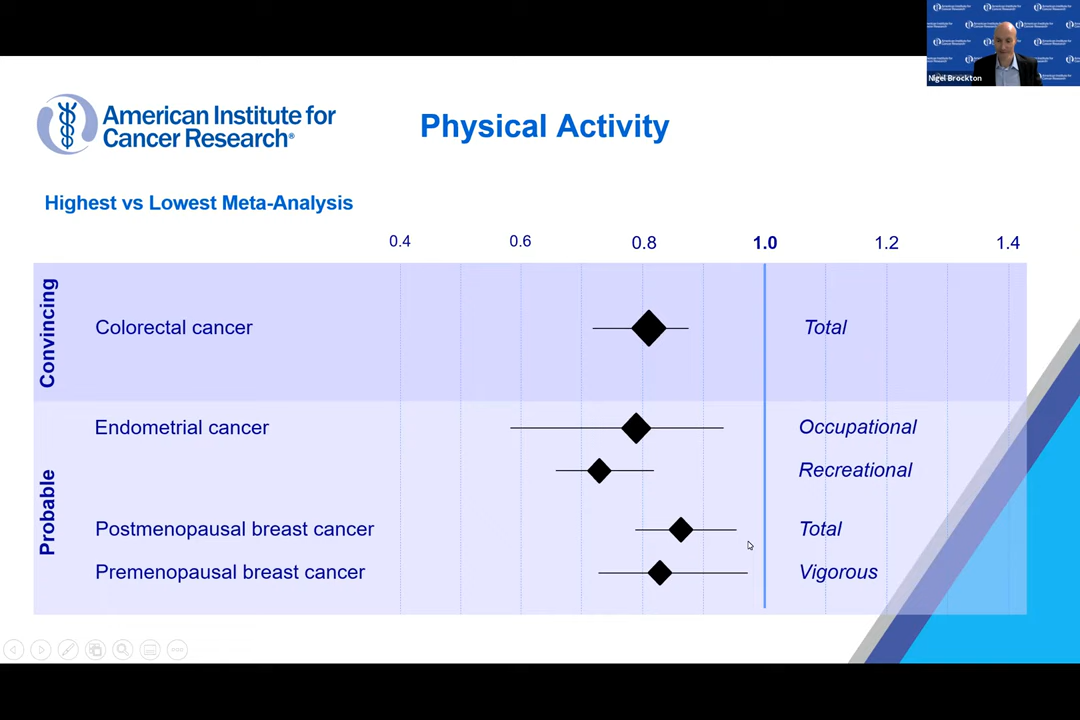 American Institute for
Cancer Research®
Physical Activity
Nigel Brockton
Highest vs Lowest Meta-Analysis
0.4 0.6 0.8 1.0 1.2 1.4
Convincing
Colorectal cancer Total
Probable
Endometrial cancer Occupational
Recreational
Postmenopausal breast cancer Total
Premenopausal breast cancer Vigorous